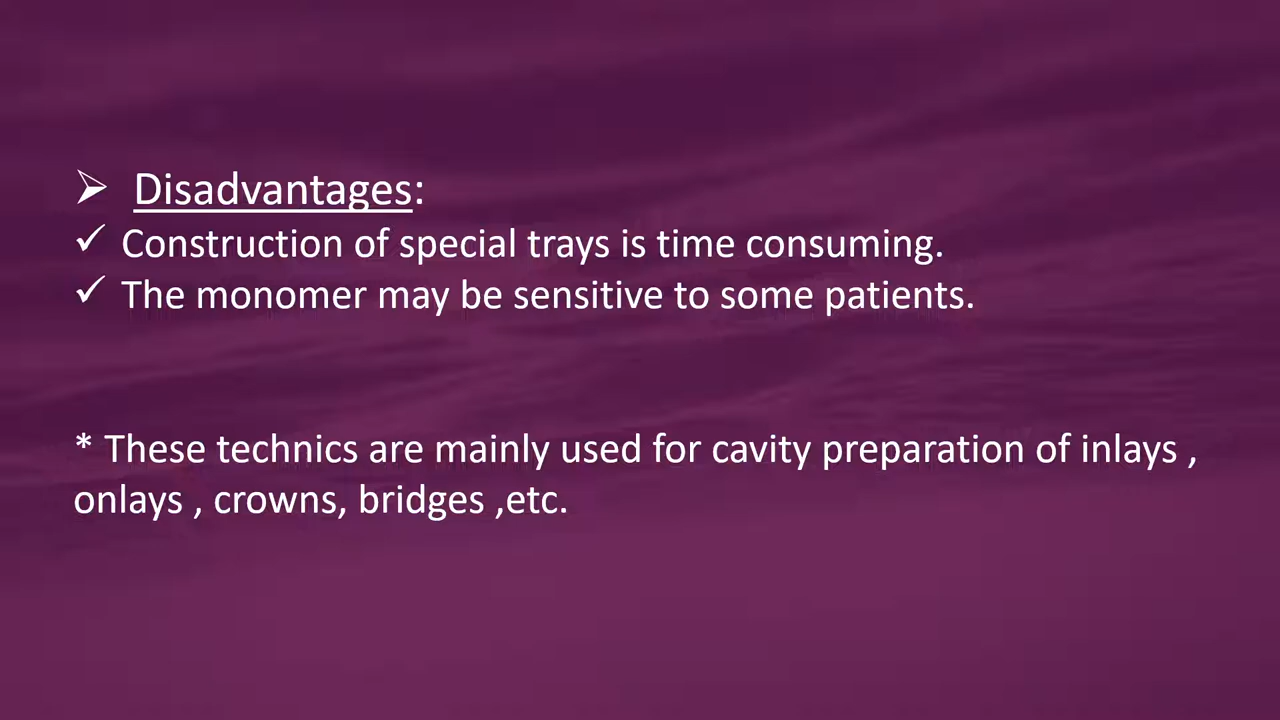 ➢ Disadvantages:
✓ Construction of special trays is time consuming.
✓ The monomer may be sensitive to some patients.
* These technics are mainly used for cavity preparation of inlays ,
onlays , crowns, bridges ,etc.